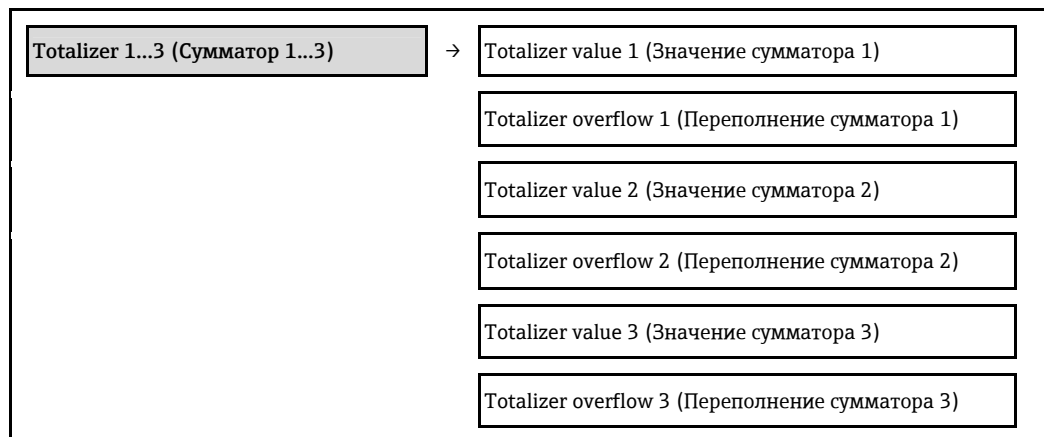 Totalizer 1...3 (Сумматор 1...3) → Totalizer value 1 (Значение сумматора 1)
Totalizer overflow 1 (Переполнение сумматора 1)
Totalizer value 2 (Значение сумматора 2)
Totalizer overflow 2 (Переполнение сумматора 2)
Totalizer value 3 (Значение сумматора 3)
Totalizer overflow 3 (Переполнение сумматора 3)